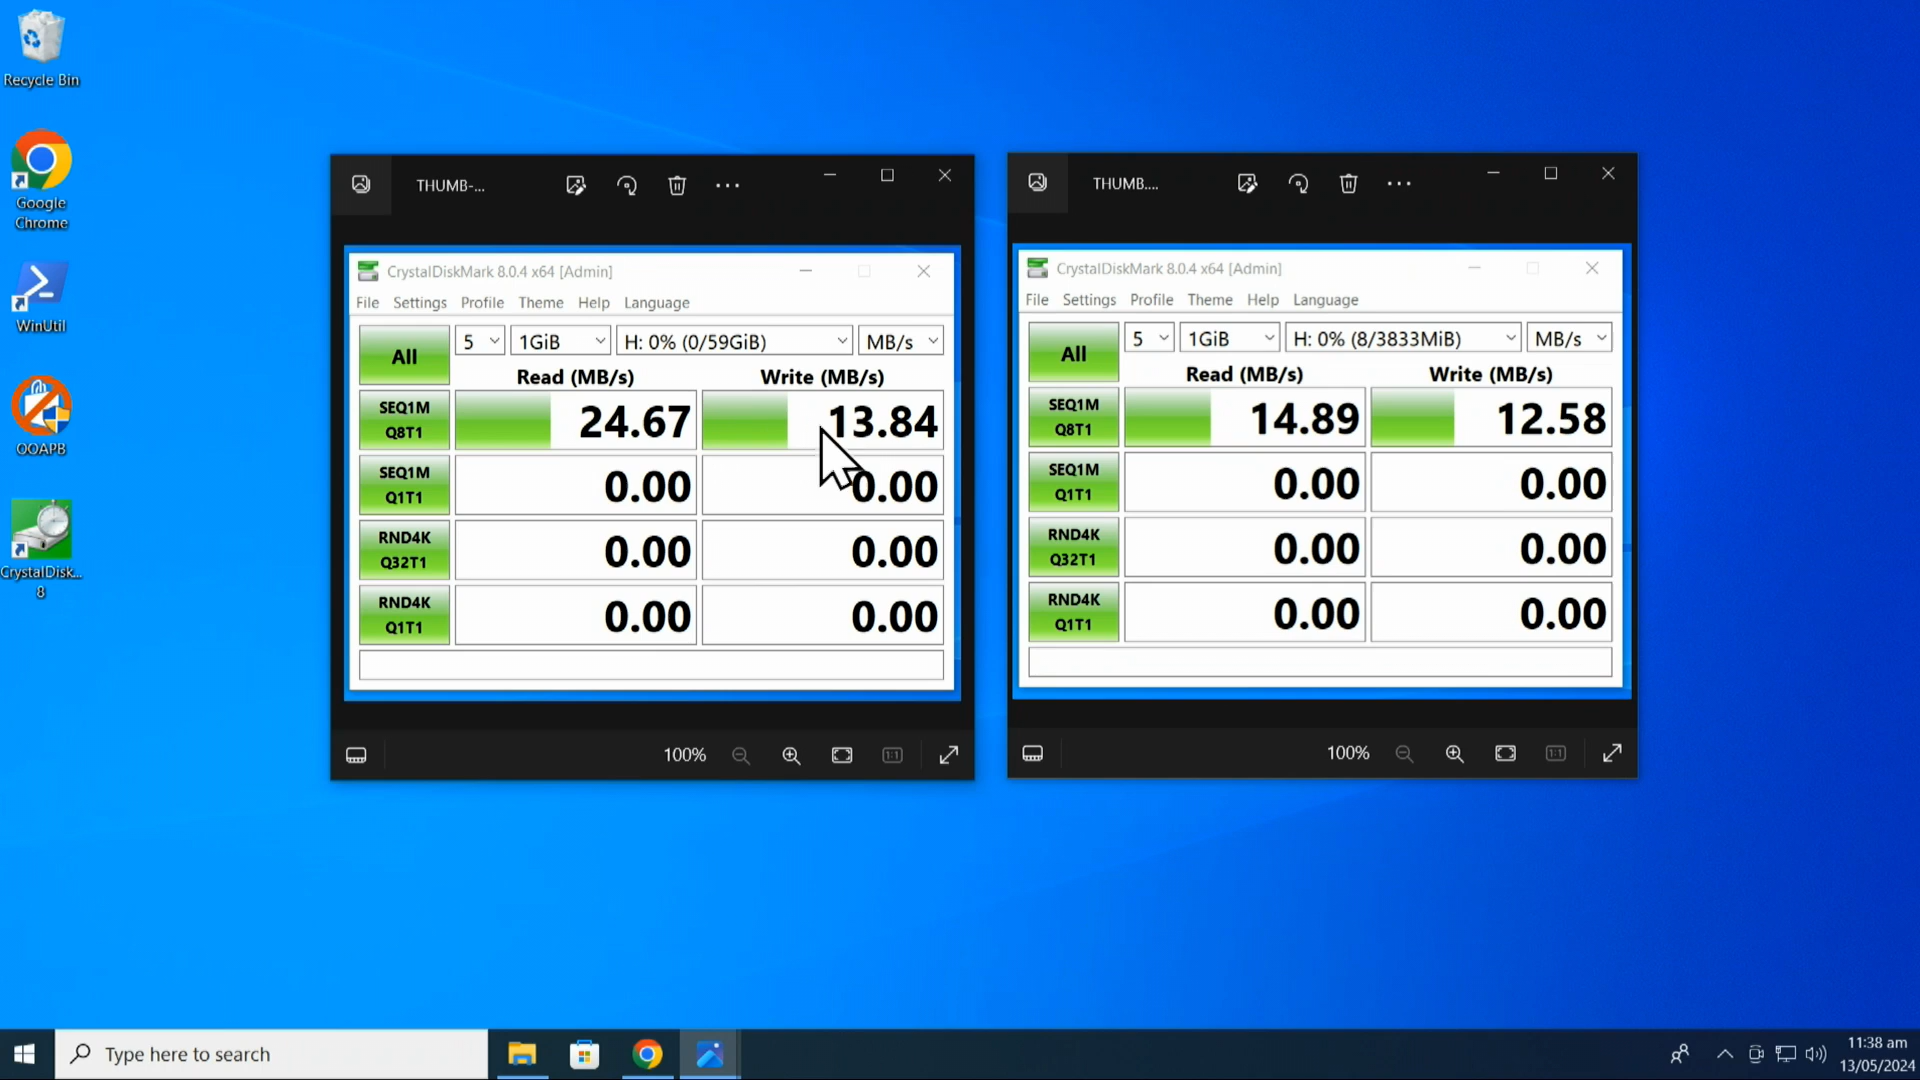 Recycle Bin
Google
Chrome
WinUtil
OOAPB
CrystalDisk...
8
THUMB-...
CrystalDiskMark 8.0.4 x64 [Admin]
File Settings Profile Theme Help Language
All
5 1GiB H: 0% (0/59GiB) MB/s
Read (MB/s) Write (MB/s)
SEQ1M
Q8T1
24.67 13.84
SEQ1M
Q1T1
0.00 0.00
RND4K
Q32T1
0.00 0.00
RND4K
Q1T1
0.00 0.00
100%
1:1
THUMB....
CrystalDiskMark 8.0.4 x64 [Admin]
File Settings Profile Theme Help Language
All
5 1GiB H: 0% (8/3833MiB) MB/s
Read (MB/s) Write (MB/s)
SEQ1M
Q8T1
14.89 12.58
SEQ1M
Q1T1
0.00 0.00
RND4K
Q32T1
0.00 0.00
RND4K
Q1T1
0.00 0.00
100%
1:1
Type here to search
11:38 am
13/05/2024